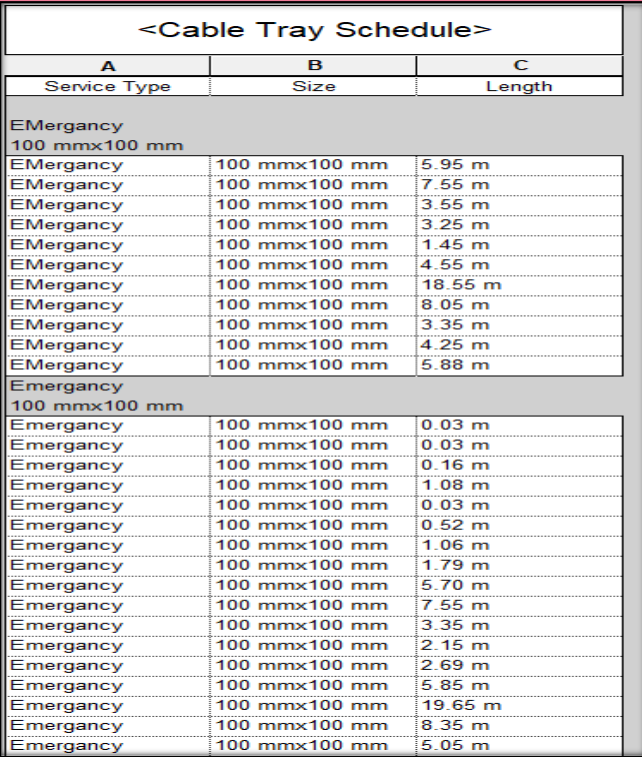 <Cable Tray Schedule>
A B C
Service Type Size Length
EMergancy
100 mmx100 mm
EMergancy 100 mmx100 mm 5.95 m
EMergancy 100 mmx100 mm 7.55 m
EMergancy 100 mmx100 mm 3.55 m
EMergancy 100 mmx100 mm 3.25 m
EMergancy 100 mmx100 mm 1.45 m
EMergancy 100 mmx100 mm 4.55 m
EMergancy 100 mmx100 mm 18.55 m
EMergancy 100 mmx100 mm 8.05 m
EMergancy 100 mmx100 mm 3.35 m
EMergancy 100 mmx100 mm 4.25 m
EMergancy 100 mmx100 mm 5.88 m
Emergancy
100 mmx100 mm
Emergancy 100 mmx100 mm 0.03 m
Emergancy 100 mmx100 mm 0.03 m
Emergancy 100 mmx100 mm 0.16 m
Emergancy 100 mmx100 mm 1.08 m
Emergancy 100 mmx100 mm 0.03 m
Emergancy 100 mmx100 mm 0.52 m
Emergancy 100 mmx100 mm 1.06 m
Emergancy 100 mmx100 mm 1.79 m
Emergancy 100 mmx100 mm 5.70 m
Emergancy 100 mmx100 mm 7.55 m
Emergancy 100 mmx100 mm 3.35 m
Emergancy 100 mmx100 mm 2.15 m
Emergancy 100 mmx100 mm 2.69 m
Emergancy 100 mmx100 mm 5.85 m
Emergancy 100 mmx100 mm 19.65 m
Emergancy 100 mmx100 mm 8.35 m
Emergancy 100 mmx100 mm 5.05 m